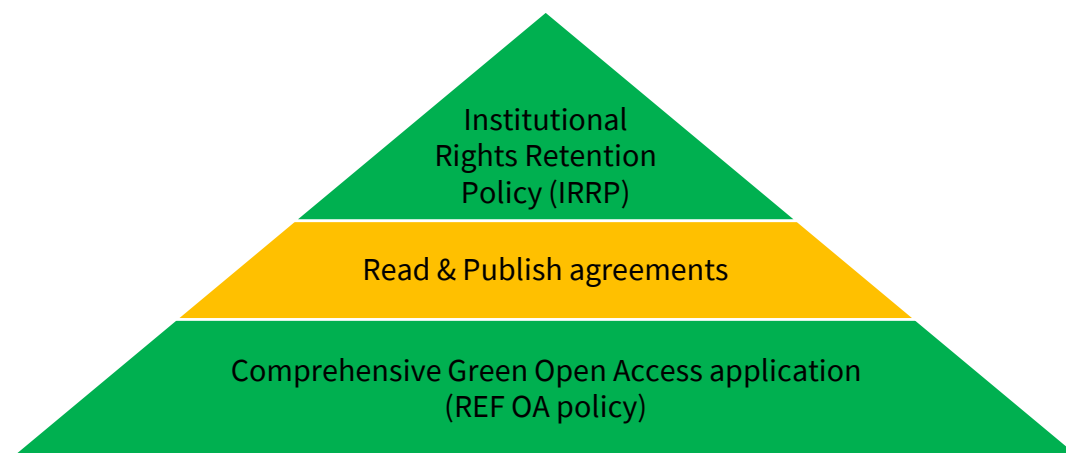 Institutional
Rights Retention
Policy (IRRP)
Read & Publish agreements
Comprehensive Green Open Access application
(REF OA policy)